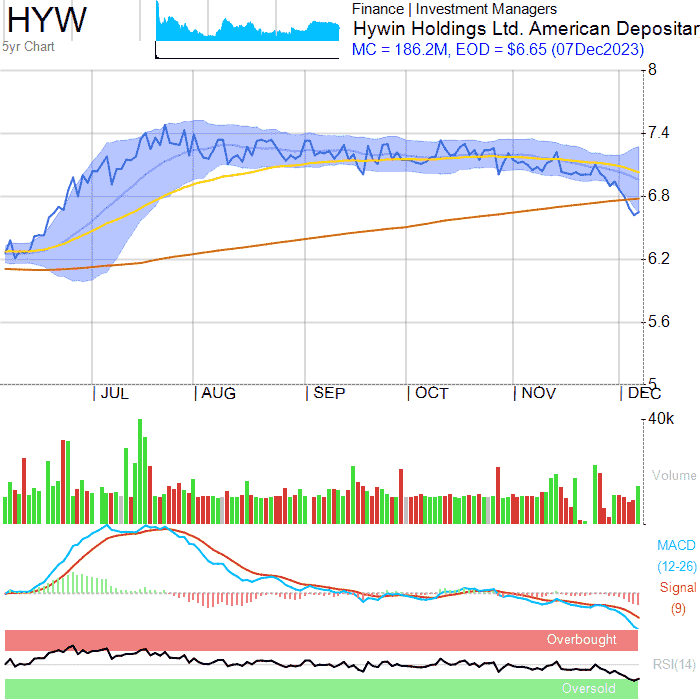 HYW
5yr Chart
Finance | Investment Managers
Hywin Holdings Ltd. American Depositar
MC = 186.2M, EOD = $6.65 (07Dec2023)
8
7.4
6.8
6.2
5.6
5
JUL AUG SEP OCT NOV DEC
40k
Volume
MACD
(12-26)
Signal
(9)
Overbought
RSI(14)
Oversold